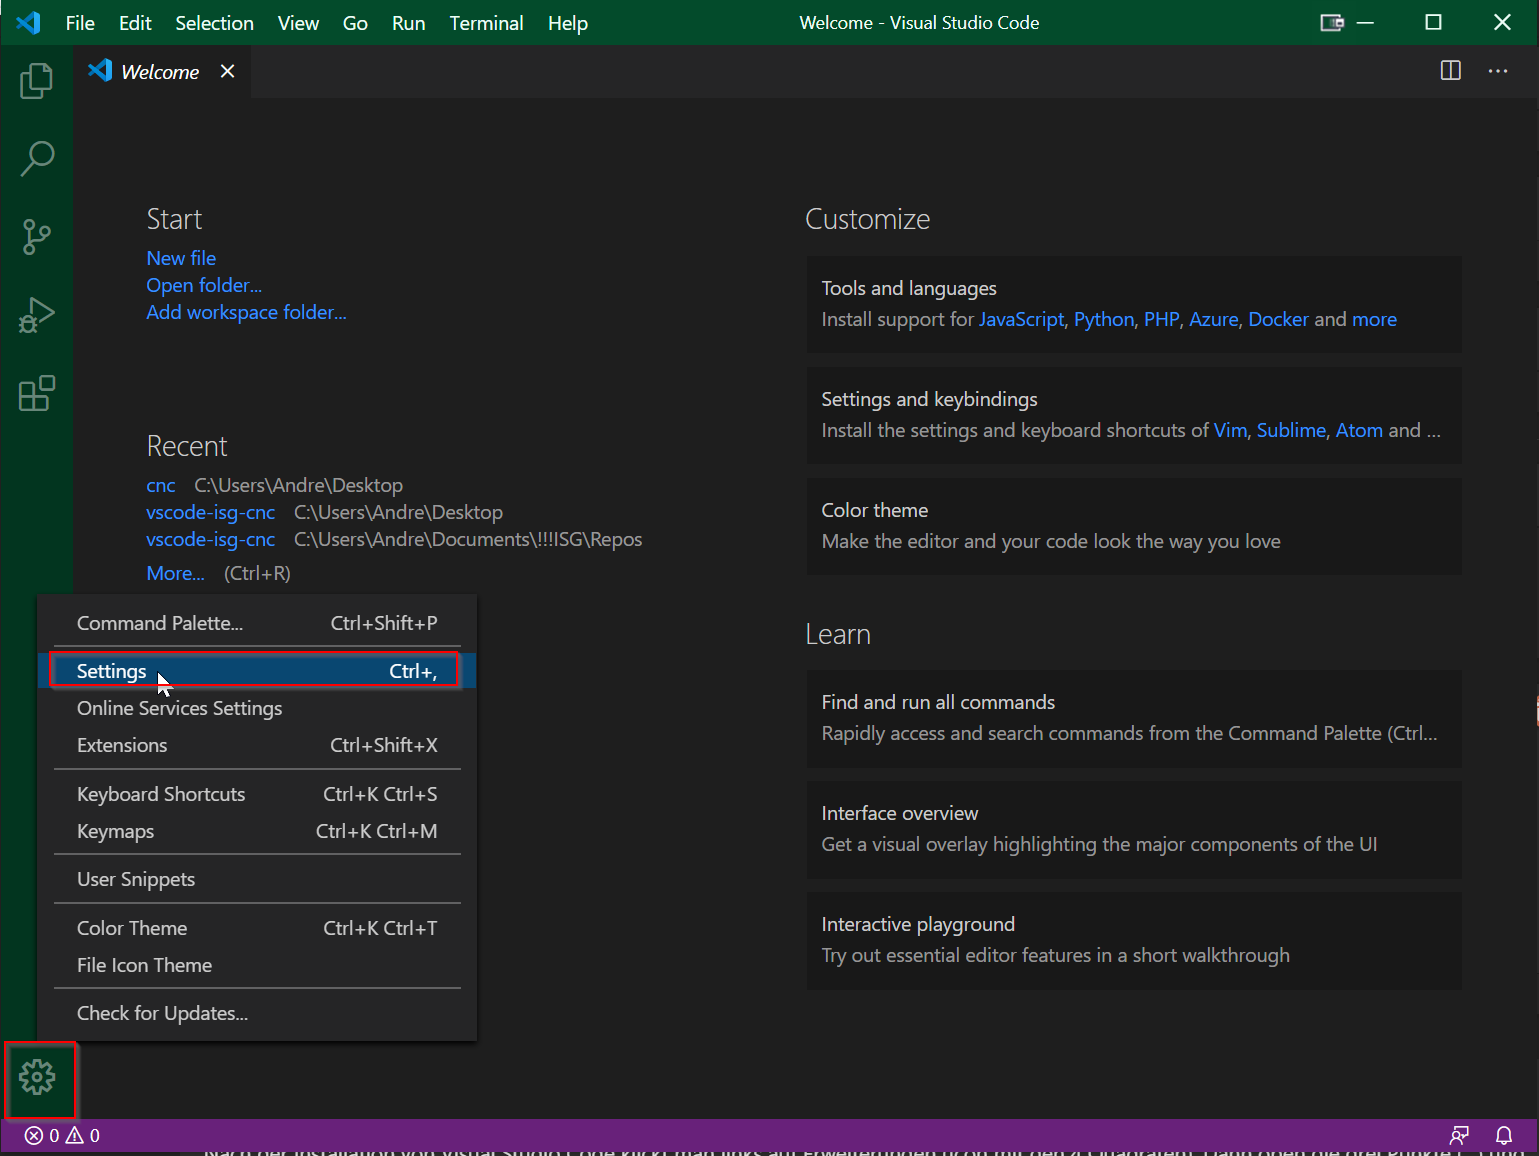 File Edit Selection View Go Run Terminal Help Welcome - Visual Studio Code
Welcome
Start
New file
Open folder...
Add workspace folder...
Recent
cnc C:\Users\Andre\Desktop
vscode-isg-cnc C:\Users\Andre\Desktop
vscode-isg-cnc C:\Users\Andre\Documents\!!!ISG\Repos
More... (Ctrl+R)
Command Palette... Ctrl+Shift+P
Settings Ctrl+,
Online Services Settings
Extensions Ctrl+Shift+X
Keyboard Shortcuts Ctrl+K Ctrl+S
Keymaps Ctrl+K Ctrl+M
User Snippets
Color Theme Ctrl+K Ctrl+T
File Icon Theme
Check for Updates...
Customize
Tools and languages
Install support for JavaScript, Python, PHP, Azure, Docker and more
Settings and keybindings
Install the settings and keyboard shortcuts of Vim, Sublime, Atom and ...
Color theme
Make the editor and your code look the way you love
Learn
Find and run all commands
Rapidly access and search commands from the Command Palette (Ctrl...
Interface overview
Get a visual overlay highlighting the major components of the UI
Interactive playground
Try out essential editor features in a short walkthrough
0 0